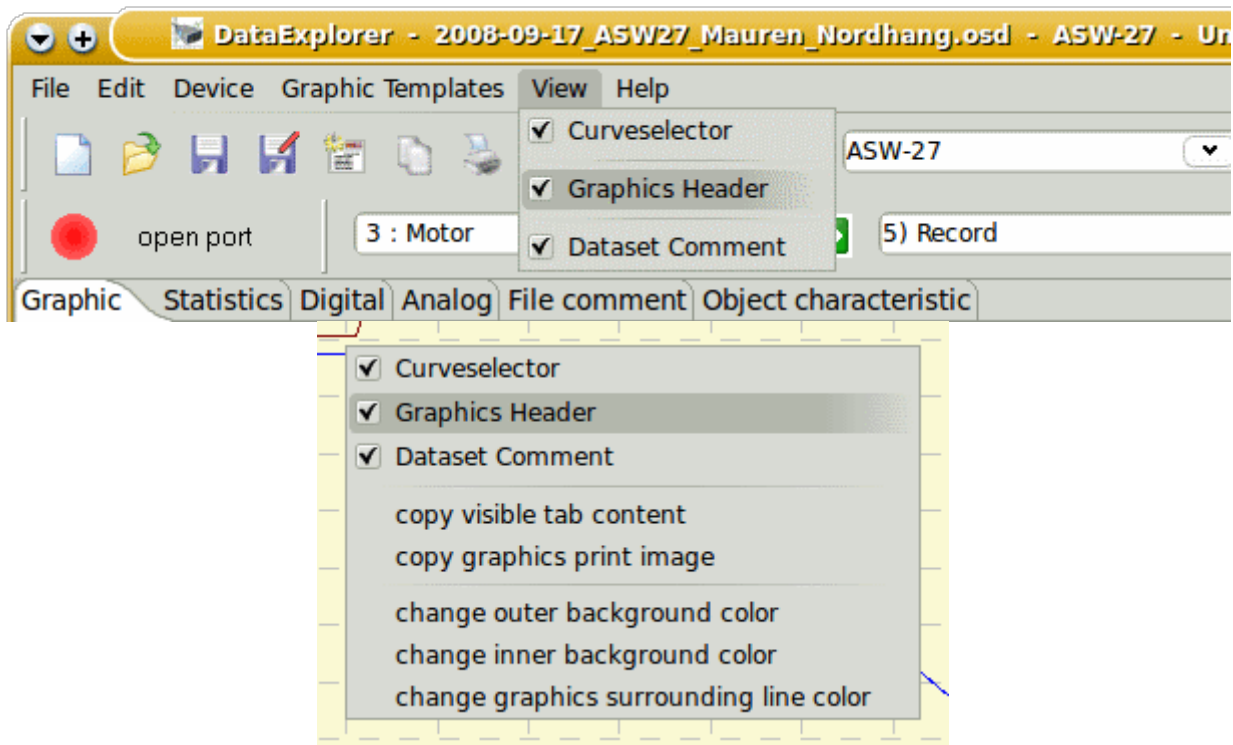 DataExplorer - 2008-09-17_ASW27_Mauren_Nordhang.osd - ASW-27 - Un
File Edit Device Graphic Templates View Help
Curveselector
ASW-27
Graphics Header
open port
3 : Motor
5) Record
Dataset Comment
Graphic Statistics Digital Analog File comment Object characteristic
Curveselector
Graphics Header
Dataset Comment
copy visible tab content
copy graphics print image
change outer background color
change inner background color
change graphics surrounding line color